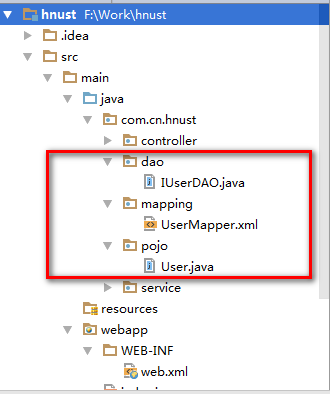 hnust F:\Work\hnust
.idea
src
main
java
com.cn.hnust
controller
dao
IUserDAO.java
mapping
UserMapper.xml
pojo
User.java
service
resources
webapp
WEB-INF
web.xml